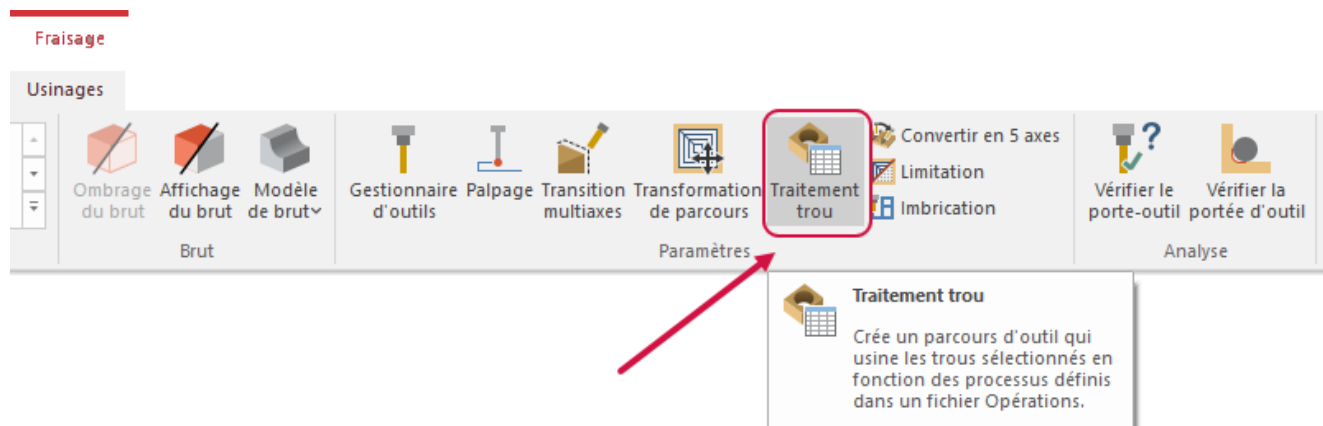 Fraisage
Usinages
Ombrage Affichage Modèle
du brut du brut de brut
Gestionnaire Palpage Transition Transformation Traitement
d'outils multiaxes de parcours trou
Convertir en 5 axes
Limitation
Imbrication
Vérifier le Vérifier la
porte-outil portée d'outil
Brut Paramètres Analyse
Traitement trou
Crée un parcours d'outil qui
usine les trous sélectionnés en
fonction des processus définis
dans un fichier Opérations.